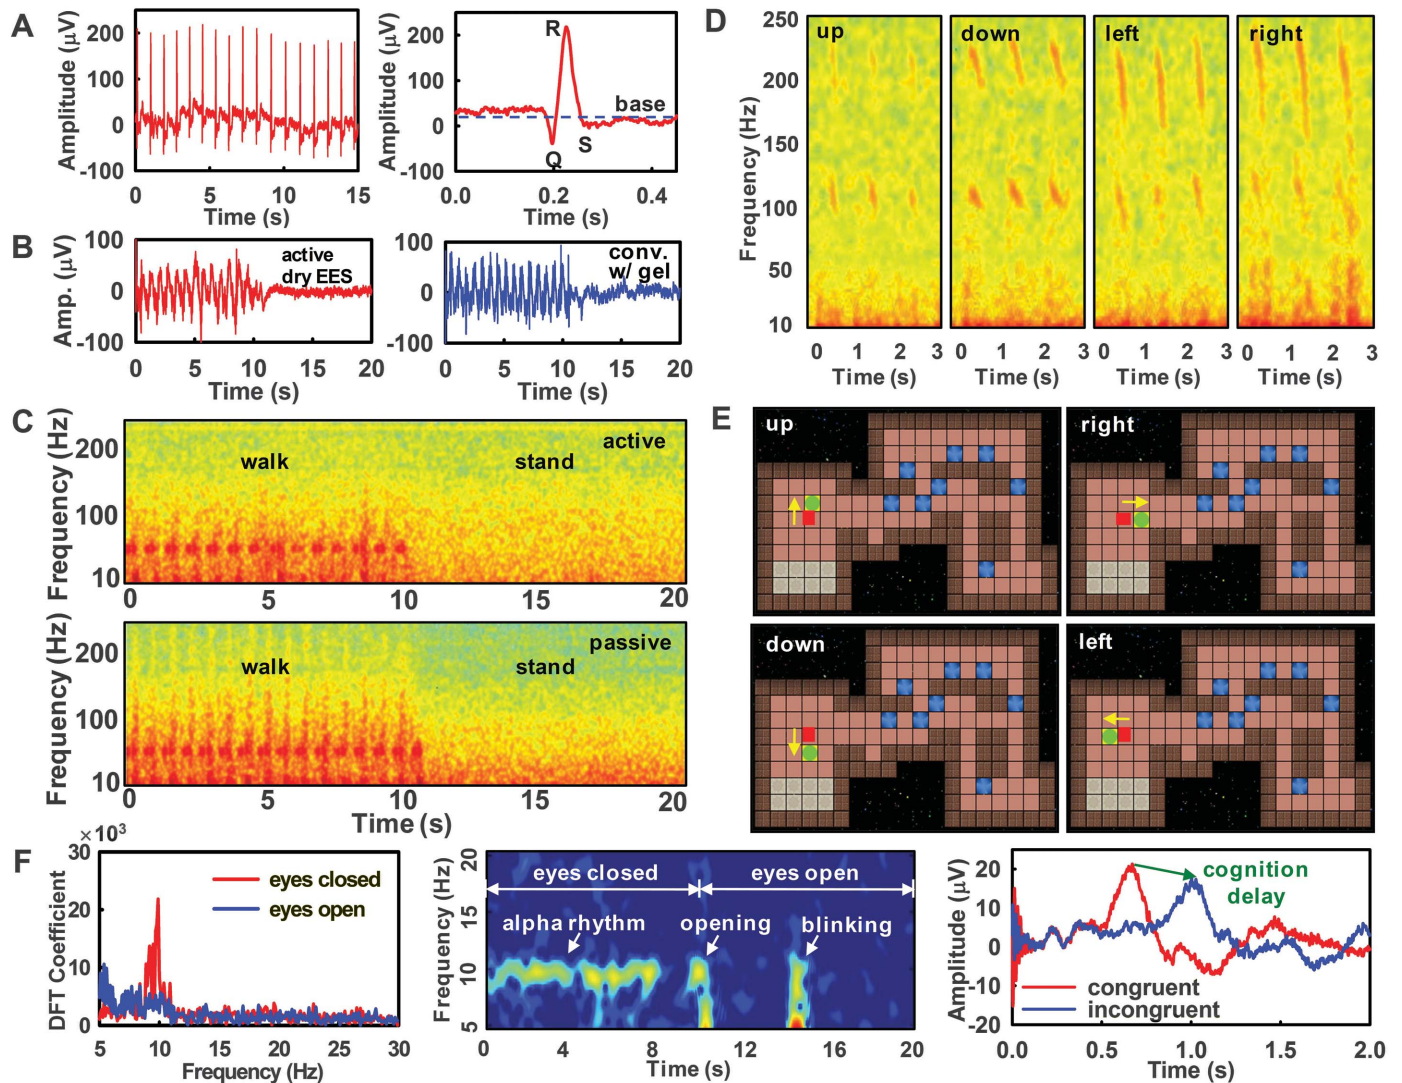 A
Amplitude (μV)
200
100
0
-100
0
5
10
15
Time (s)
Amplitude (μV)
200
100
0
-100
R
base
Q
S
0.0
0.2
0.4
Time (s)
B
Amp. (μV)
100
0
-100
active
dry EES
0
5
10
15
20
Time (s)
100
0
-100
conv.
w/ gel
0
5
10
15
20
Time (s)
C
Frequency (Hz)
200
100
10
active
walk
stand
0
5
10
15
20
Frequency (Hz)
200
100
10
passive
walk
stand
0
5
10
15
20
Time (s)
D
Frequency (Hz)
250
200
150
100
50
10
up
down
left
right
0 1 2 3
0 1 2 3
0 1 2 3
0 1 2 3
Time (s)
Time (s)
Time (s)
Time (s)
E
up
right
down
left
F
×10³
DFT Coefficient
30
20
10
0
eyes closed
eyes open
5
10
15
20
25
30
Frequency (Hz)
Frequency (Hz)
20
15
10
5
eyes closed
eyes open
alpha rhythm
opening
blinking
0
4
8
12
16
20
Time (s)
Amplitude (μV)
20
10
0
-10
-20
cognition
delay
congruent
incongruent
0.0
0.5
1.0
1.5
2.0
Time (s)